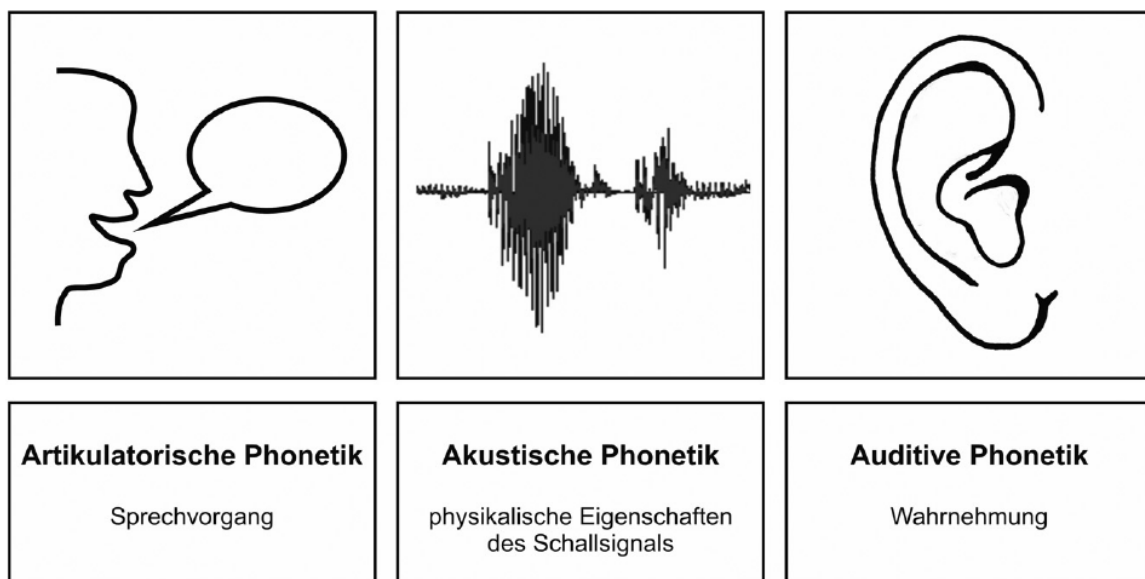 Artikulatorische Phonetik
Sprechvorgang
Akustische Phonetik
physikalische Eigenschaften
des Schallsignals
Auditive Phonetik
Wahrnehmung